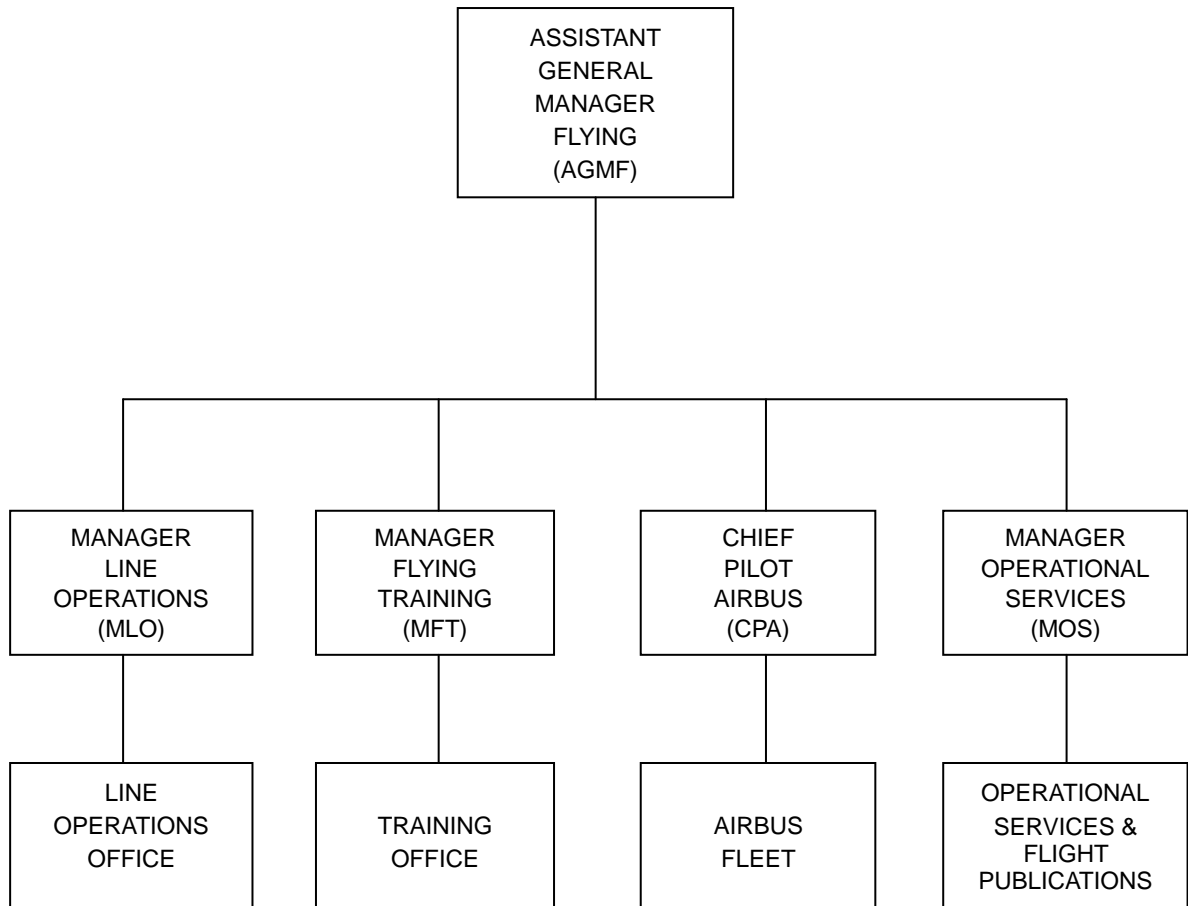 ASSISTANT
GENERAL
MANAGER
FLYING
(AGMF)
MANAGER
LINE
OPERATIONS
(MLO)
MANAGER
FLYING
TRAINING
(MFT)
CHIEF
PILOT
AIRBUS
(CPA)
MANAGER
OPERATIONAL
SERVICES
(MOS)
LINE
OPERATIONS
OFFICE
TRAINING
OFFICE
AIRBUS
FLEET
OPERATIONAL
SERVICES &
FLIGHT
PUBLICATIONS